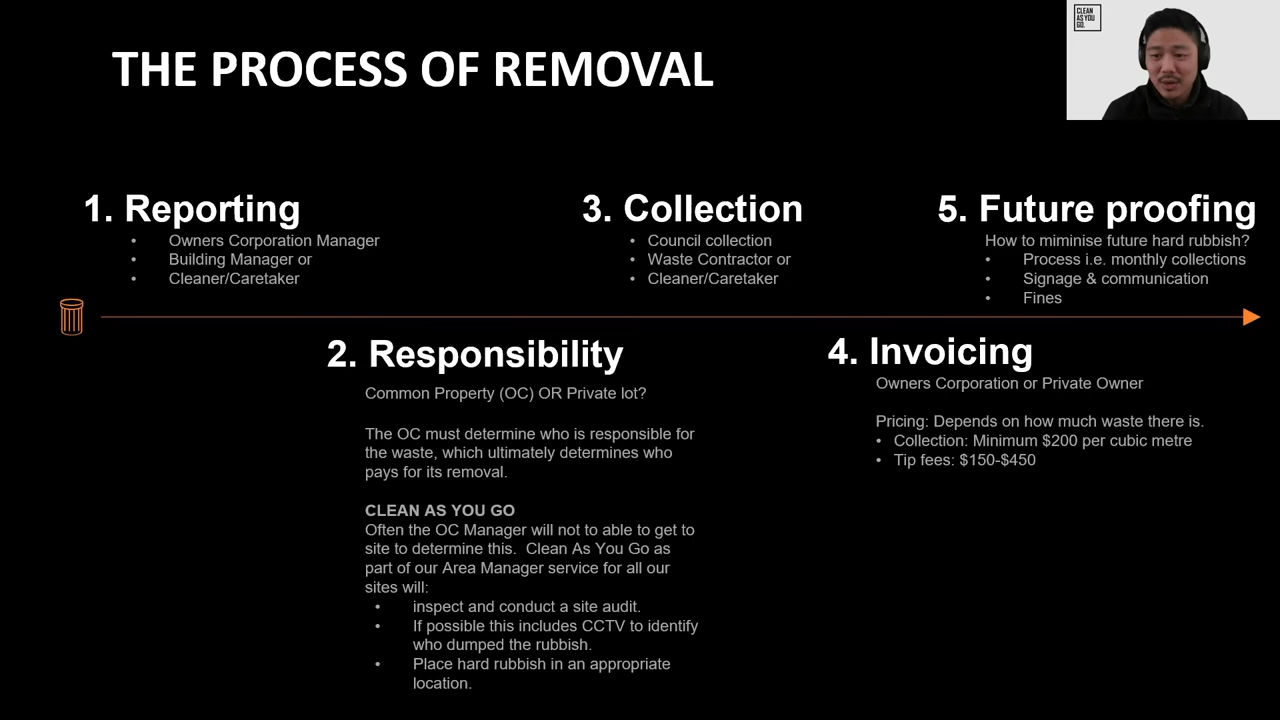 THE PROCESS OF REMOVAL
CLEAN
AS YOU
GO.
1. Reporting
• Owners Corporation Manager
• Building Manager or
• Cleaner/Caretaker
3. Collection
• Council collection
• Waste Contractor or
• Cleaner/Caretaker
5. Future proofing
How to miminise future hard rubbish?
• Process i.e. monthly collections
• Signage & communication
• Fines
2. Responsibility
Common Property (OC) OR Private lot?
The OC must determine who is responsible for
the waste, which ultimately determines who
pays for its removal.
CLEAN AS YOU GO
Often the OC Manager will not to able to get to
site to determine this. Clean As You Go as
part of our Area Manager service for all our
sites will:
• inspect and conduct a site audit.
• If possible this includes CCTV to identify
who dumped the rubbish.
• Place hard rubbish in an appropriate
location.
4. Invoicing
Owners Corporation or Private Owner
Pricing: Depends on how much waste there is.
• Collection: Minimum $200 per cubic metre
• Tip fees: $150-$450